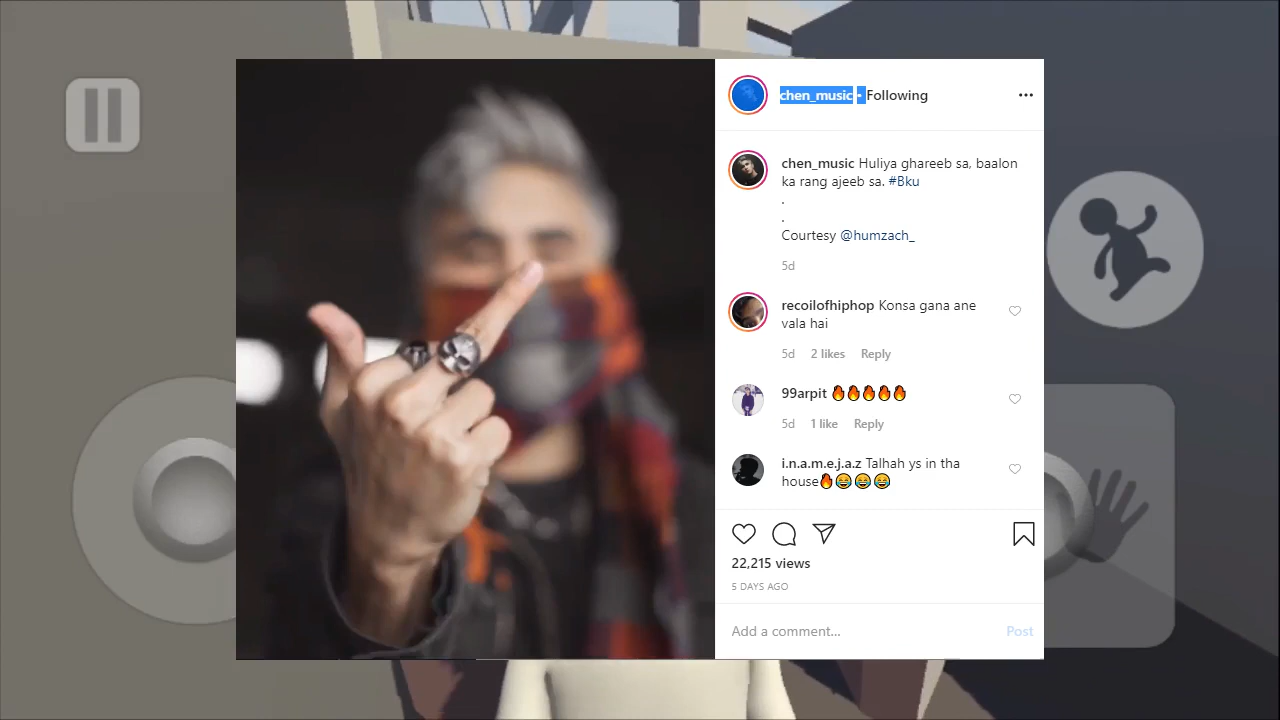 chen_music • Following
chen_music Huliya ghareeb sa, baalon
ka rang ajeeb sa. #Bku
.
.
Courtesy @humzach_
5d
recoilofhiphop Konsa gana ane
vala hai
5d 2 likes Reply
99arpit 🔥🔥🔥🔥🔥
5d 1 like Reply
i.n.a.m.e.j.a.z Talhah ys in tha
house🔥😂😂😂
22,215 views
5 DAYS AGO
Add a comment... Post